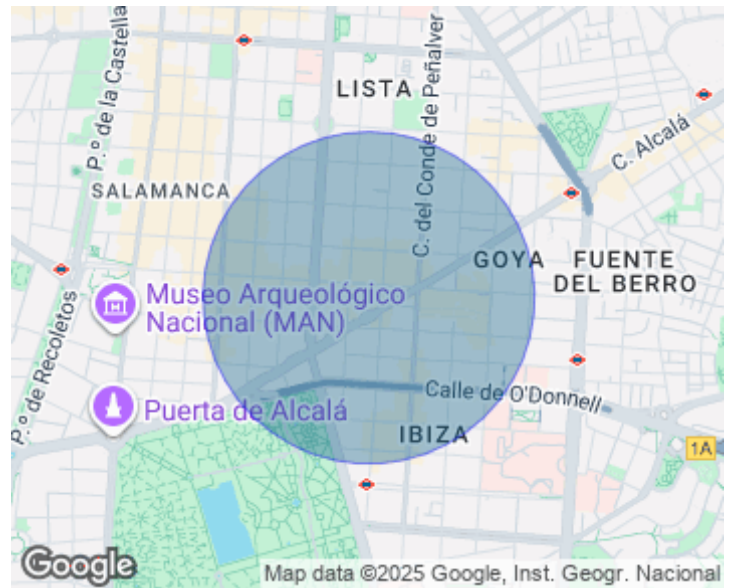 LISTA
P.º de la Castella
C. del Conde de Peñalver
C. Alcalá
SALAMANCA
GOYA
FUENTE
DEL BERRO
Museo Arqueológico
Nacional (MAN)
P.º de Recoletos
Puerta de Alcalá
Calle de O'Donnell
IBIZA
1A
Google
Map data ©2025 Google, Inst. Geogr. Nacional